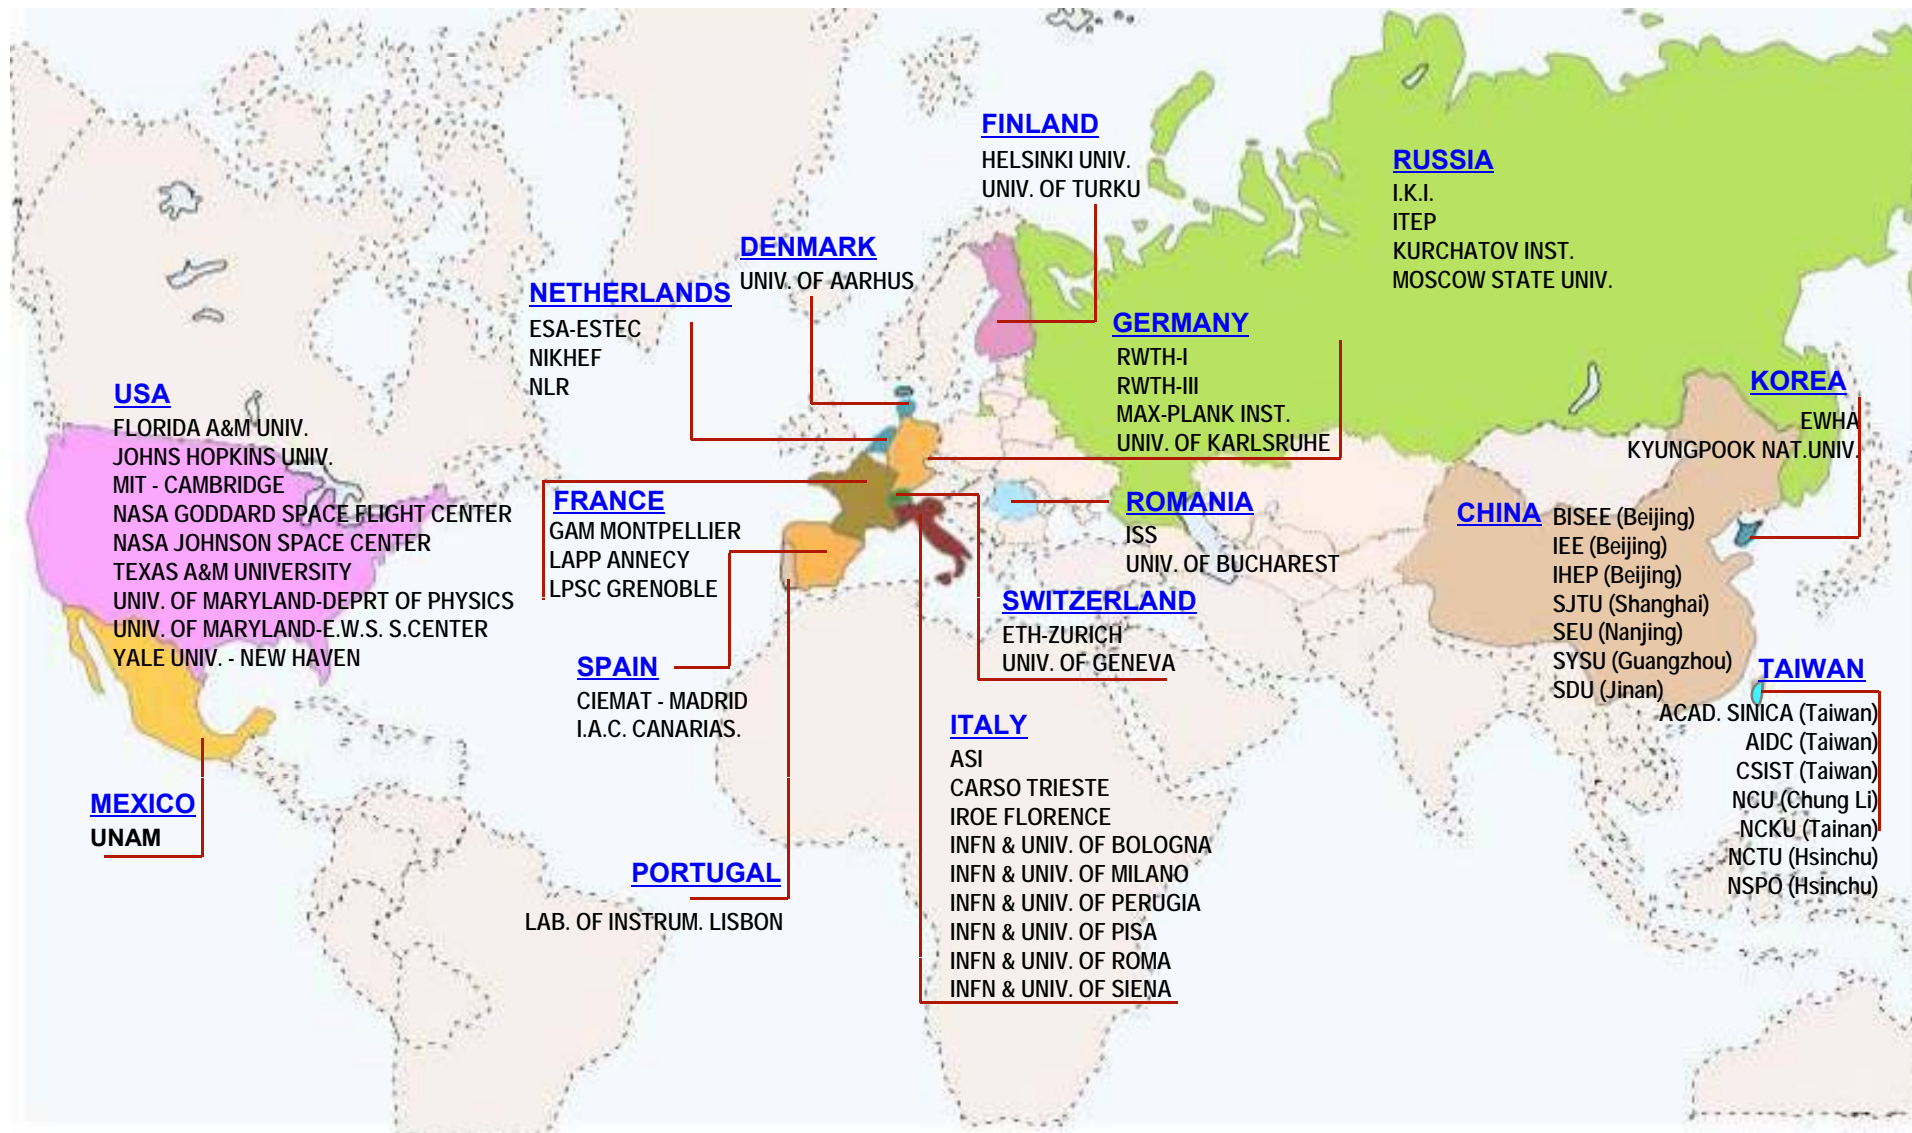 FINLAND
HELSINKI UNIV.
UNIV. OF TURKU
RUSSIA
I.K.I.
ITEP
KURCHATOV INST.
MOSCOW STATE UNIV.
DENMARK
UNIV. OF AARHUS
NETHERLANDS
ESA-ESTEC
NIKHEF
NLR
GERMANY
RWTH-I
RWTH-III
MAX-PLANK INST.
UNIV. OF KARLSRUHE
KOREA
EWHA
KYUNGPOOK NAT.UNIV.
USA
FLORIDA A&M UNIV.
JOHNS HOPKINS UNIV.
MIT - CAMBRIDGE
NASA GODDARD SPACE FLIGHT CENTER
NASA JOHNSON SPACE CENTER
TEXAS A&M UNIVERSITY
UNIV. OF MARYLAND-DEPRT OF PHYSICS
UNIV. OF MARYLAND-E.W.S. S.CENTER
YALE UNIV. - NEW HAVEN
FRANCE
GAM MONTPELLIER
LAPP ANNECY
LPSC GRENOBLE
ROMANIA
ISS
UNIV. OF BUCHAREST
CHINA
BISEE (Beijing)
IEE (Beijing)
IHEP (Beijing)
SJTU (Shanghai)
SEU (Nanjing)
SYSU (Guangzhou)
SDU (Jinan)
SWITZERLAND
ETH-ZURICH
UNIV. OF GENEVA
SPAIN
CIEMAT - MADRID
I.A.C. CANARIAS.
TAIWAN
ACAD. SINICA (Taiwan)
AIDC (Taiwan)
CSIST (Taiwan)
NCU (Chung Li)
NCKU (Tainan)
NCTU (Hsinchu)
NSPO (Hsinchu)
ITALY
ASI
CARSO TRIESTE
IROE FLORENCE
INFN & UNIV. OF BOLOGNA
INFN & UNIV. OF MILANO
INFN & UNIV. OF PERUGIA
INFN & UNIV. OF PISA
INFN & UNIV. OF ROMA
INFN & UNIV. OF SIENA
MEXICO
UNAM
PORTUGAL
LAB. OF INSTRUM. LISBON